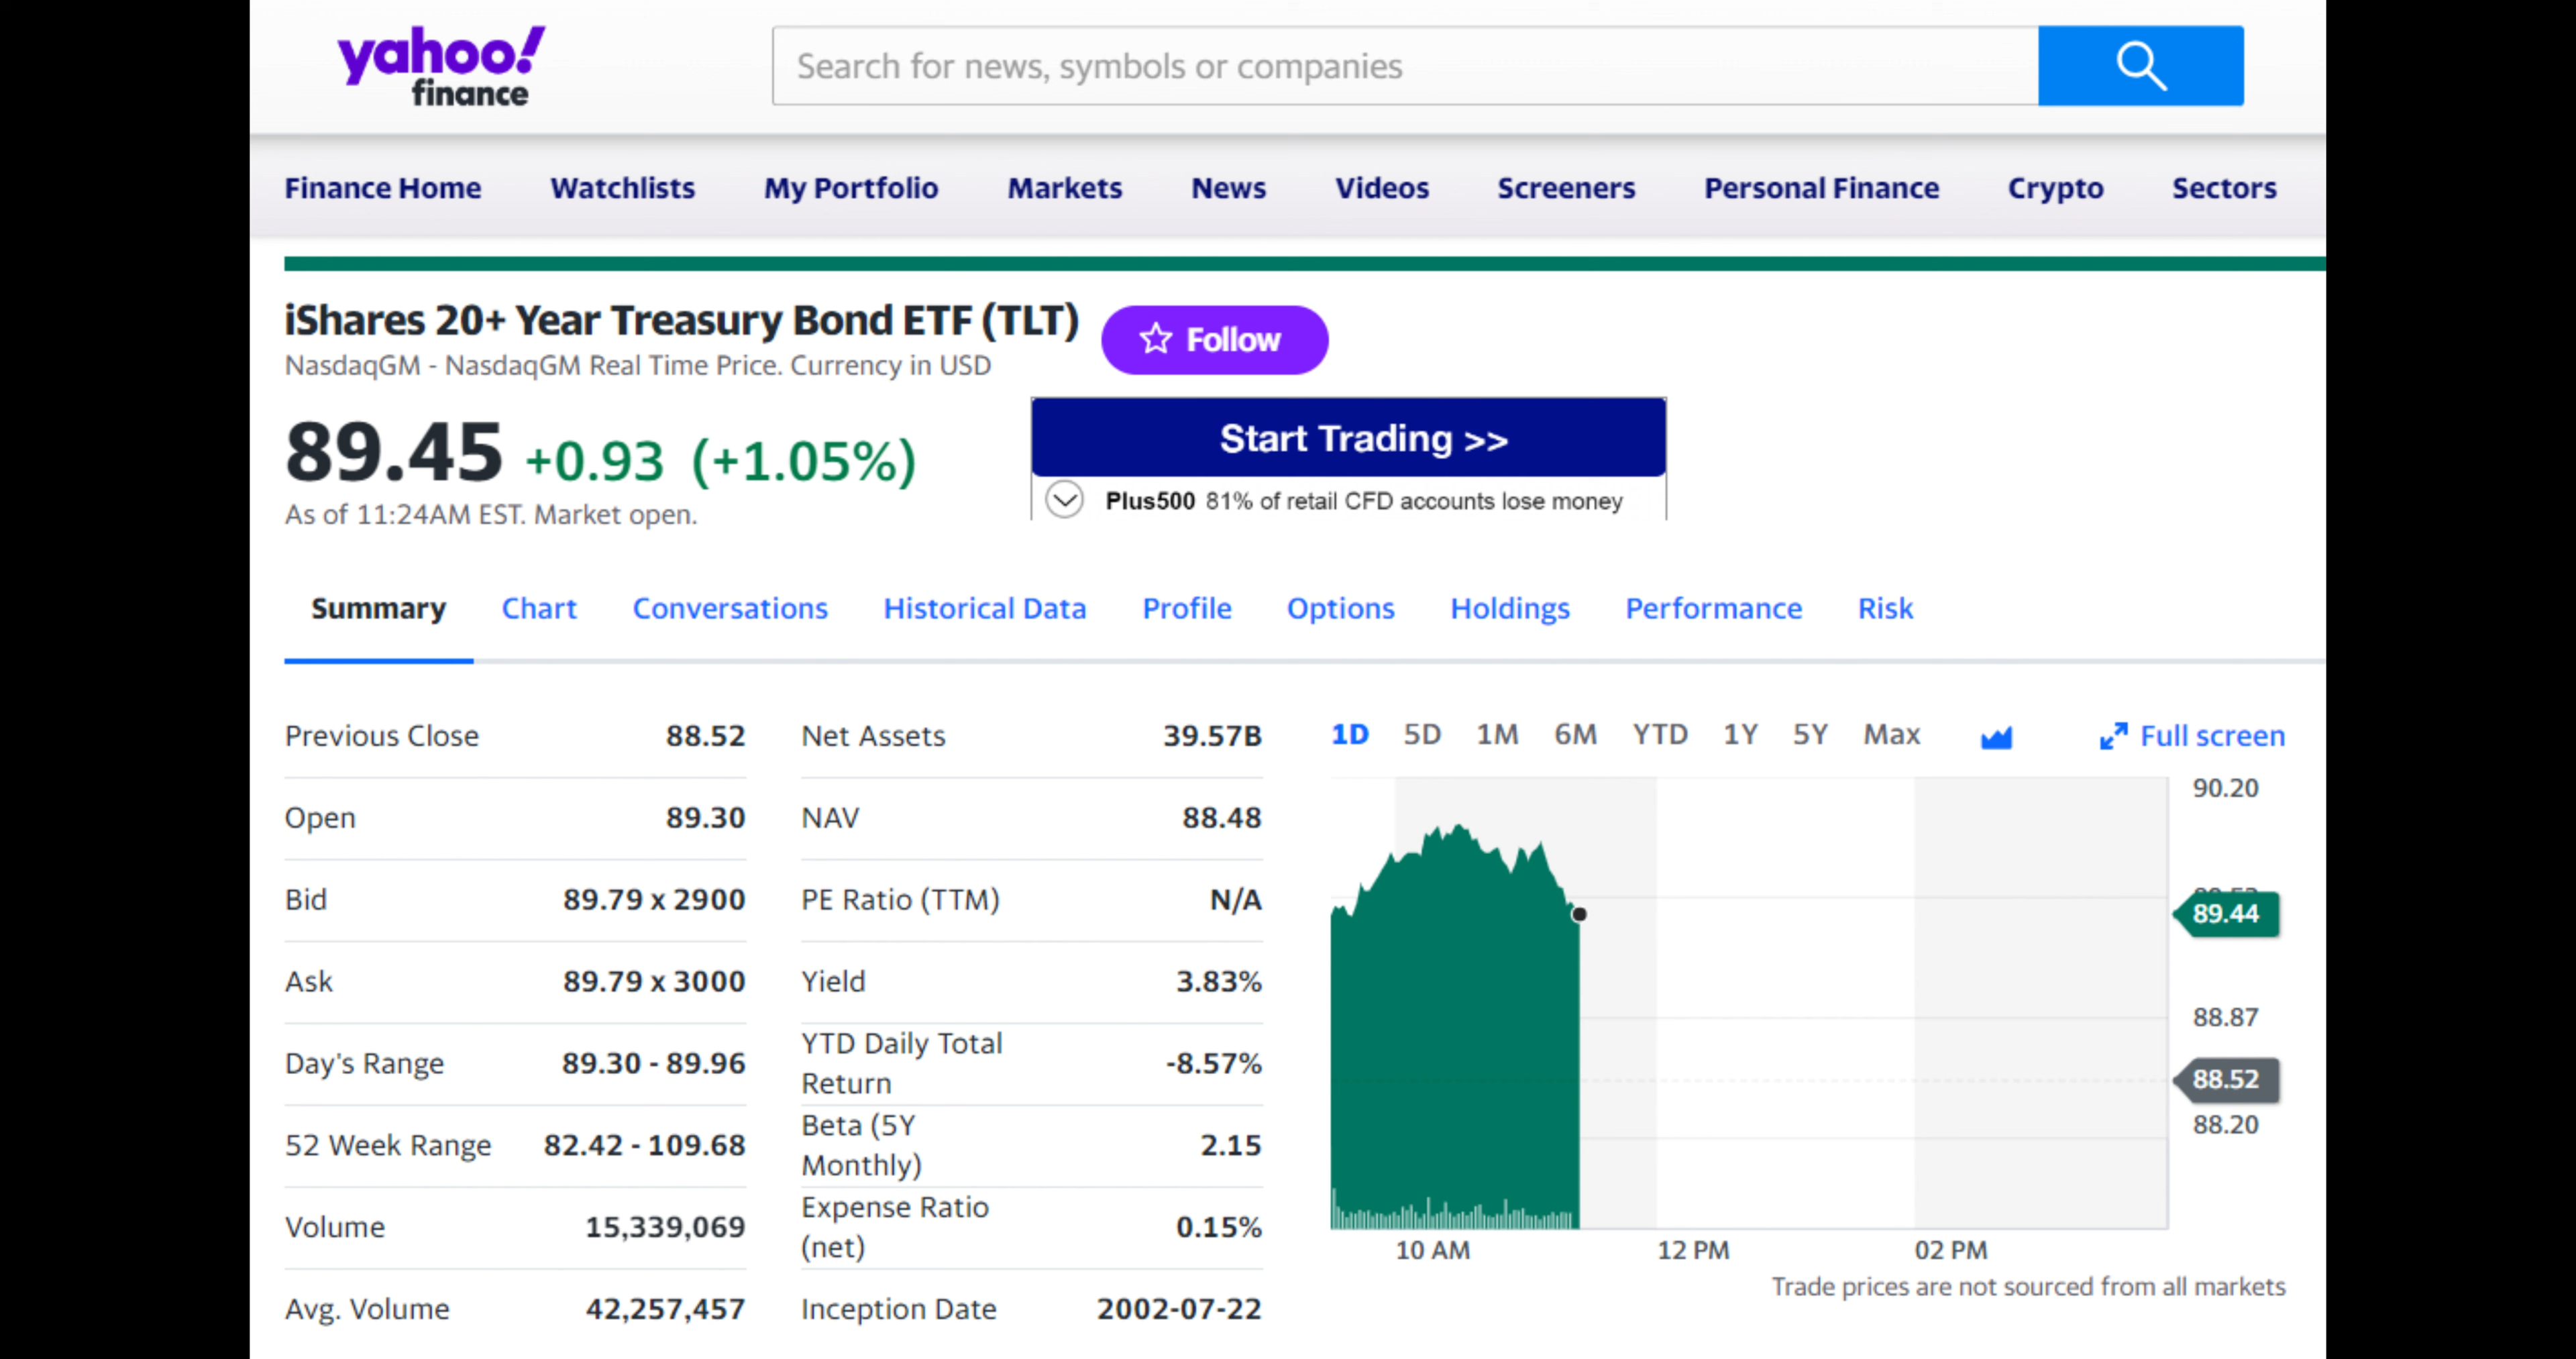 yahoo!
finance
Search for news, symbols or companies
Finance Home Watchlists My Portfolio Markets News Videos Screeners Personal Finance Crypto Sectors
iShares 20+ Year Treasury Bond ETF (TLT)
Follow
NasdaqGM - NasdaqGM Real Time Price. Currency in USD
89.45 +0.93 (+1.05%)
As of 11:24AM EST. Market open.
Start Trading >>
Plus500 81% of retail CFD accounts lose money
Summary Chart Conversations Historical Data Profile Options Holdings Performance Risk
Previous Close 88.52
Open 89.30
Bid 89.79 x 2900
Ask 89.79 x 3000
Day's Range 89.30 - 89.96
52 Week Range 82.42 - 109.68
Volume 15,339,069
Avg. Volume 42,257,457
Net Assets 39.57B
NAV 88.48
PE Ratio (TTM) N/A
Yield 3.83%
YTD Daily Total
Return -8.57%
Beta (5Y
Monthly) 2.15
Expense Ratio
(net) 0.15%
Inception Date 2002-07-22
1D 5D 1M 6M YTD 1Y 5Y Max Full screen
90.20
89.44
88.87
88.52
88.20
10 AM 12 PM 02 PM
Trade prices are not sourced from all markets